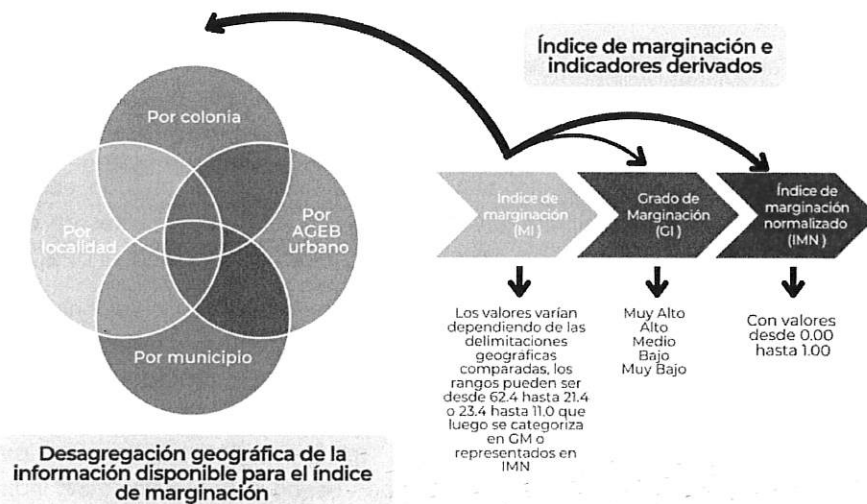 Índice de marginación e
indicadores derivados
Por colonia
Por
localidad
Por
AGEB
urbano
Por municipio
Índice de
marginación
(MI)
Grado de
Marginación
(GI)
Índice de
marginación
normalizado
(IMN)
Los valores varían
dependiendo de las
delimitaciones
geográficas
comparadas, los
rangos pueden ser
desde 62.4 hasta 21.4
o 23.4 hasta 11.0 que
luego se categoriza
en GM o
representados en
IMN
Muy Alto
Alto
Medio
Bajo
Muy Bajo
Con valores
desde 0.00
hasta 1.00
Desagregación geográfica de la
información disponible para el índice
de marginación